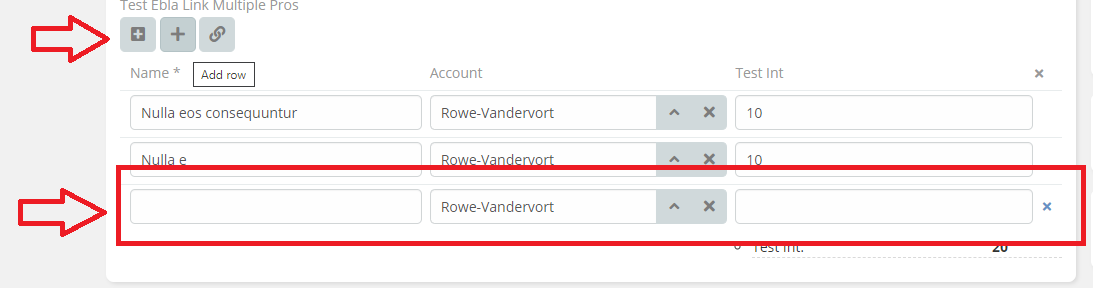 Test Ebla Link Multiple Pros
Name * Add row Account Test Int
Nulla eos consequuntur Rowe-Vandervort 10
Nulla e Rowe-Vandervort 10
Rowe-Vandervort
Test Int: 20